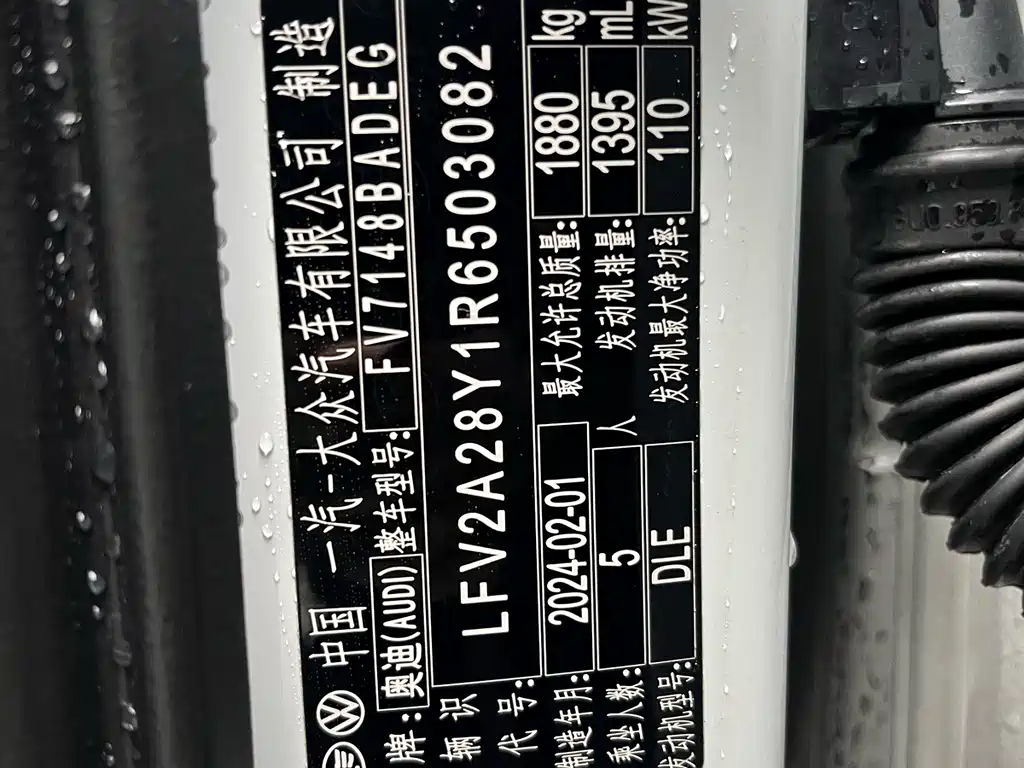 中国 一汽-大众汽车有限公司 制造
牌: 奥迪(AUDI) 整车型号: FV7148BADEG
车辆识
代号: LFV2A28Y1R6503082
制造年月: 2024-02-01 最大允许总质量: 1880 kg
乘坐人数: 5 人 发动机排量: 1395 mL
发动机型号: DLE 发动机最大净功率: 110 kW